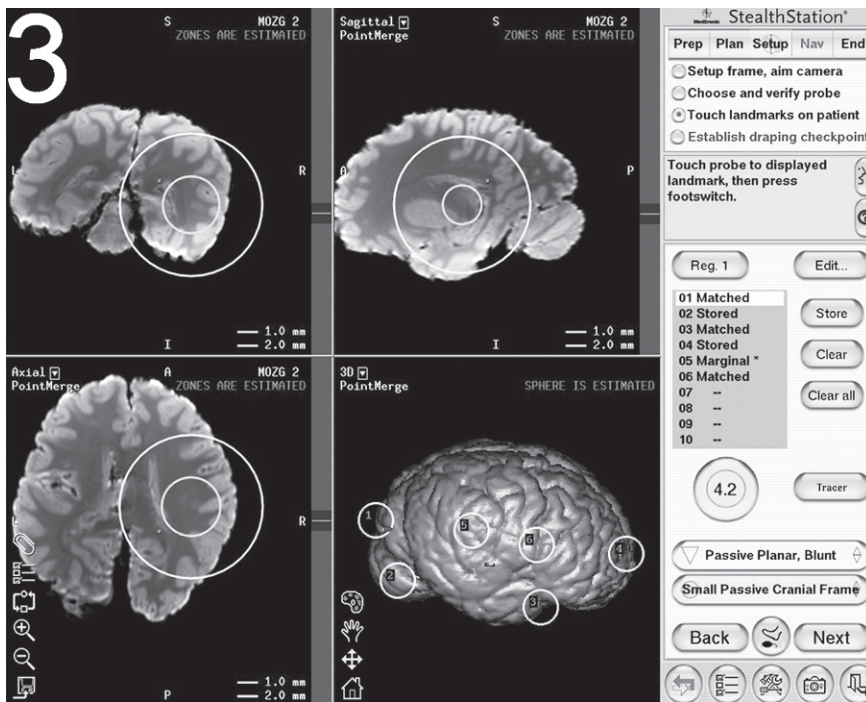 3
S
MOZG 2
ZONES ARE ESTIMATED
L
R
1.0 mm
2.0 mm
I
Sagittal
S
MOZG 2
PointMerge
ZONES ARE ESTIMATED
A
P
1.0 mm
2.0 mm
I
Axial
A
MOZG 2
PointMerge
ZONES ARE ESTIMATED
L
R
1.0 mm
2.0 mm
P
3D
PointMerge
SPHERE IS ESTIMATED
1
5
6
4
2
3
Medtronic
StealthStation®
Prep Plan Setup Nav End
Setup frame, aim camera
Choose and verify probe
Touch landmarks on patient
Establish draping checkpoint
Touch probe to displayed
landmark, then press
footswitch.
Reg. 1
Edit...
01 Matched
02 Stored
03 Matched
04 Stored
05 Marginal *
06 Matched
07 --
08 --
09 --
10 --
Store
Clear
Clear all
4.2
Tracer
Passive Planar, Blunt
Small Passive Cranial Frame
Back
Next